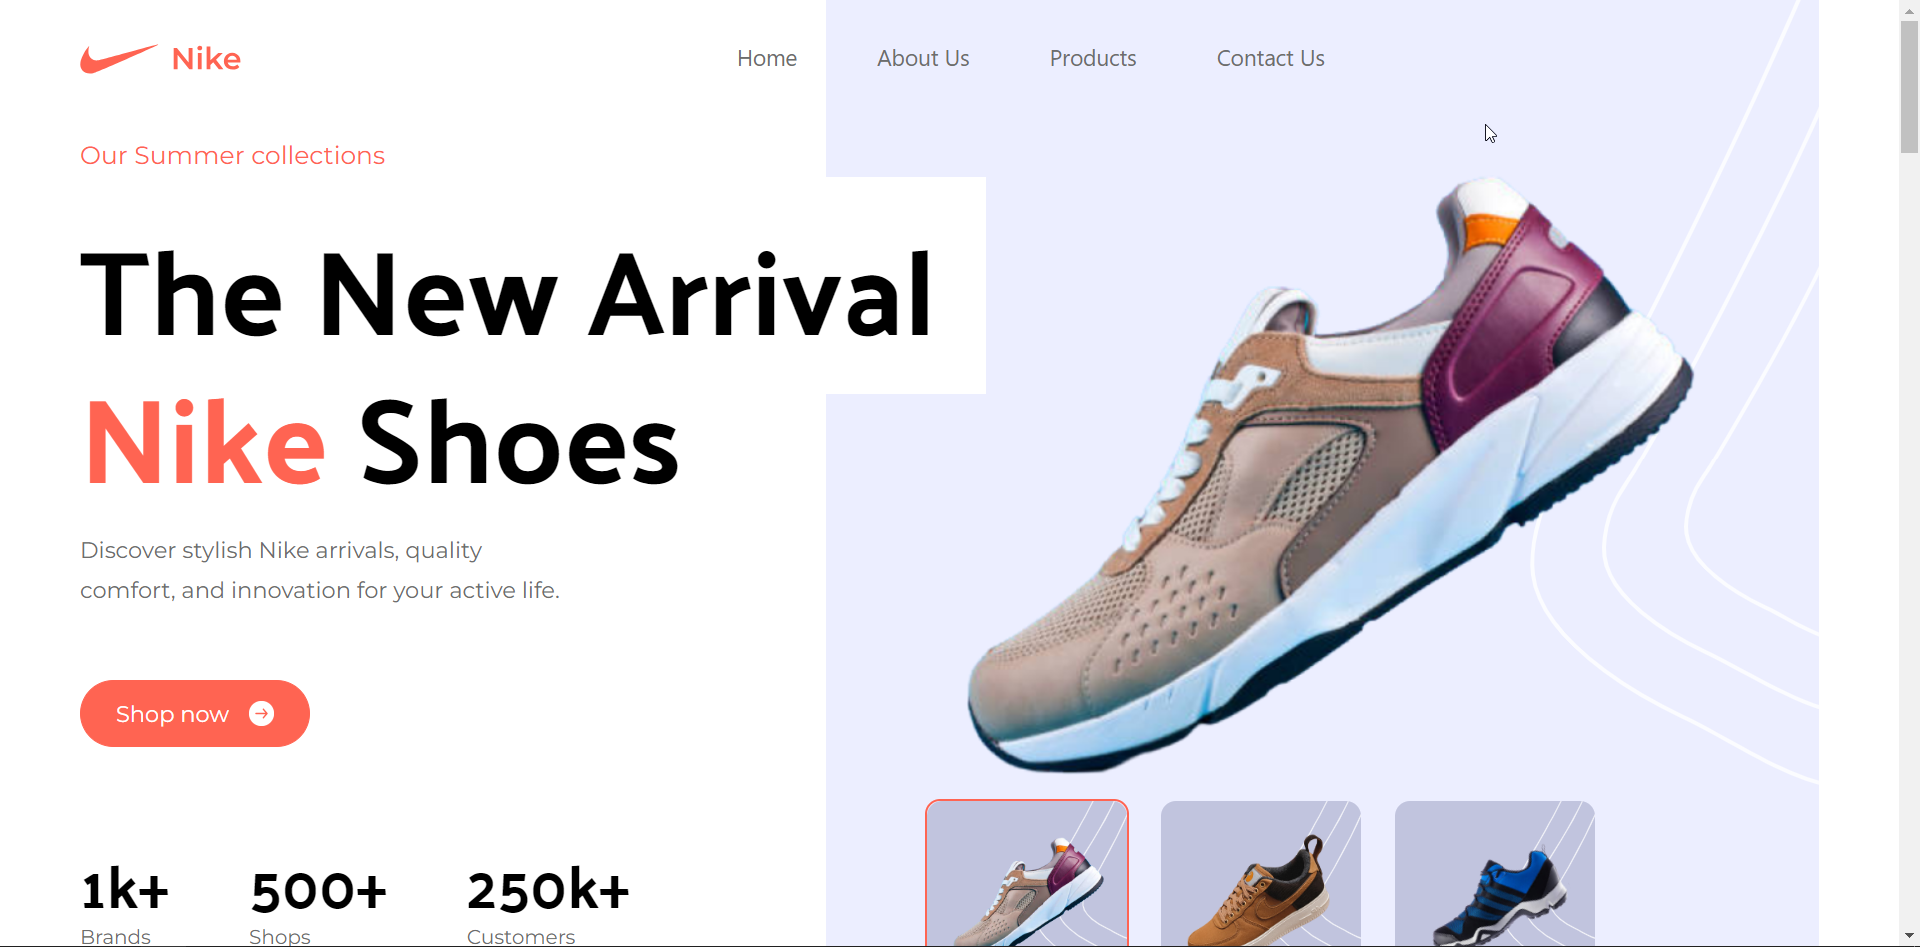 Nike
Home
About Us
Products
Contact Us
Our Summer collections
The New Arrival
Nike Shoes
Discover stylish Nike arrivals, quality
comfort, and innovation for your active life.
Shop now
1k+
500+
250k+
Brands
Shops
Customers